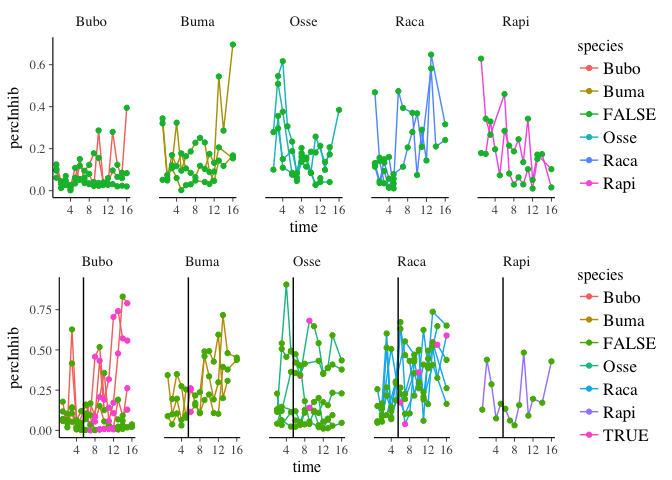 Bubo Buma Osse Raca Rapi
percInhib
0.6
0.4
0.2
0.0
4 8 12 16 4 8 12 16 4 8 12 16 4 8 12 16 4 8 12 16
time
species
Bubo
Buma
FALSE
Osse
Raca
Rapi
Bubo Buma Osse Raca Rapi
percInhib
0.75
0.50
0.25
0.00
4 8 12 16 4 8 12 16 4 8 12 16 4 8 12 16 4 8 12 16
time
species
Bubo
Buma
FALSE
Osse
Raca
Rapi
TRUE